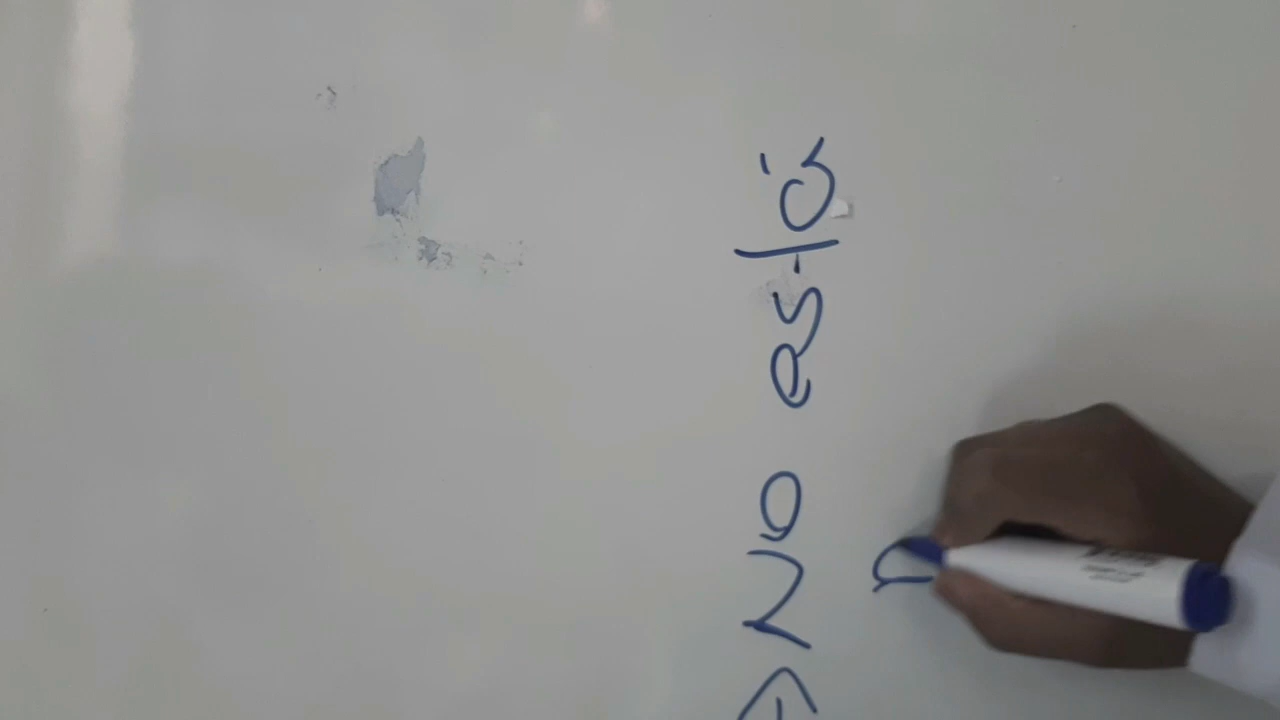 → No está